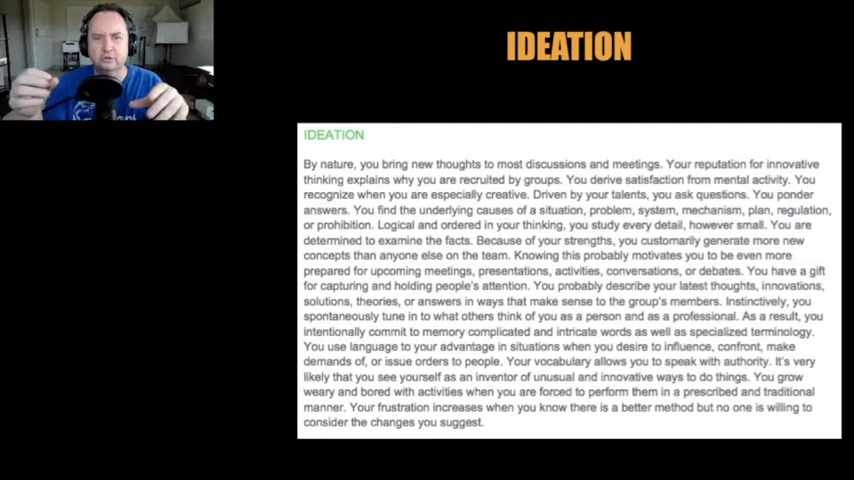 IDEATION
IDEATION
By nature, you bring new thoughts to most discussions and meetings. Your reputation for innovative
thinking explains why you are recruited by groups. You derive satisfaction from mental activity. You
recognize when you are especially creative. Driven by your talents, you ask questions. You ponder
answers. You find the underlying causes of a situation, problem, system, mechanism, plan, regulation,
or prohibition. Logical and ordered in your thinking, you study every detail, however small. You are
determined to examine the facts. Because of your strengths, you customarily generate more new
concepts than anyone else on the team. Knowing this probably motivates you to be even more
prepared for upcoming meetings, presentations, activities, conversations, or debates. You have a gift
for capturing and holding people's attention. You probably describe your latest thoughts, innovations,
solutions, theories, or answers in ways that make sense to the group's members. Instinctively, you
spontaneously tune in to what others think of you as a person and as a professional. As a result, you
intentionally commit to memory complicated and intricate words as well as specialized terminology.
You use language to your advantage in situations when you desire to influence, confront, make
demands of, or issue orders to people. Your vocabulary allows you to speak with authority. It's very
likely that you see yourself as an inventor of unusual and innovative ways to do things. You grow
weary and bored with activities when you are forced to perform them in a prescribed and traditional
manner. Your frustration increases when you know there is a better method but no one is willing to
consider the changes you suggest.